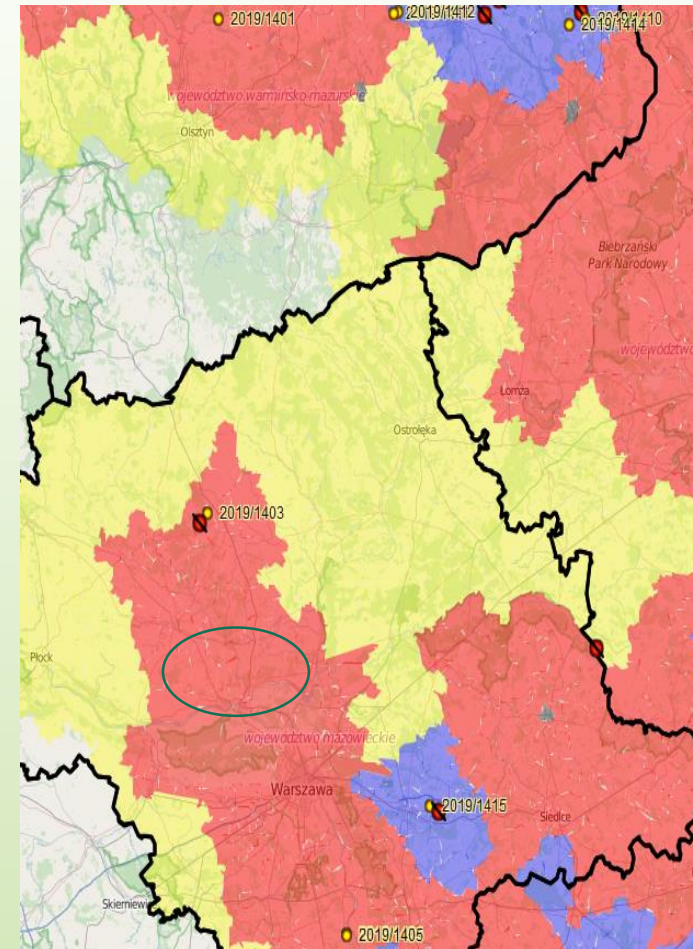 2019/1401
2019/1412
2019/1410
2019/1414
województwo warmińsko-mazurskie
Olsztyn
Biebrzański
Park Narodowy
województwo
Łomża
Ostrołęka
2019/1403
Płock
województwo mazowieckie
Warszawa
2019/1415
Siedlce
Skierniewic
2019/1405